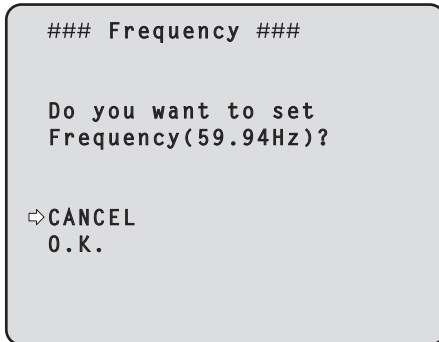 ### Frequency ###
Do you want to set
Frequency(59.94Hz)?
⇨CANCEL
O.K.